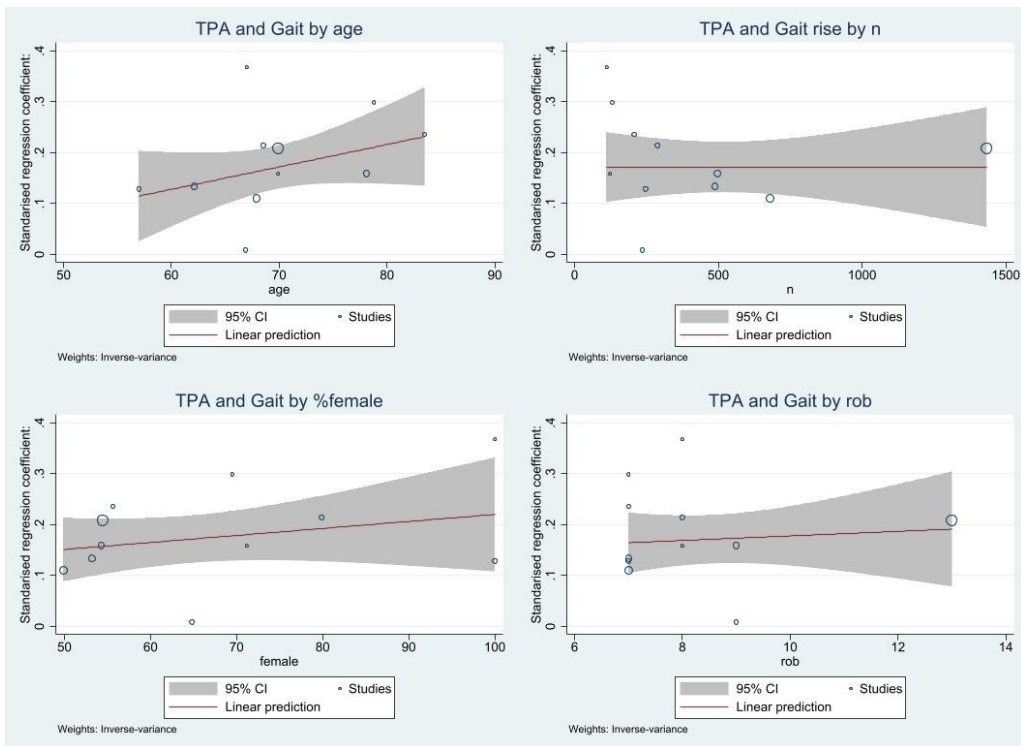 TPA and Gait by age
Standarised regression coefficient:
.4
.3
.2
.1
0
50 60 70 80 90
age
95% CI Studies
Linear prediction
Weights: Inverse-variance
TPA and Gait rise by n
Standarised regression coefficient:
.4
.3
.2
.1
0
0 500 1000 1500
n
95% CI Studies
Linear prediction
Weights: Inverse-variance
TPA and Gait by %female
Standarised regression coefficient:
.4
.3
.2
.1
0
50 60 70 80 90 100
female
95% CI Studies
Linear prediction
Weights: Inverse-variance
TPA and Gait by rob
Standarised regression coefficient:
.4
.3
.2
.1
0
6 8 10 12 14
rob
95% CI Studies
Linear prediction
Weights: Inverse-variance